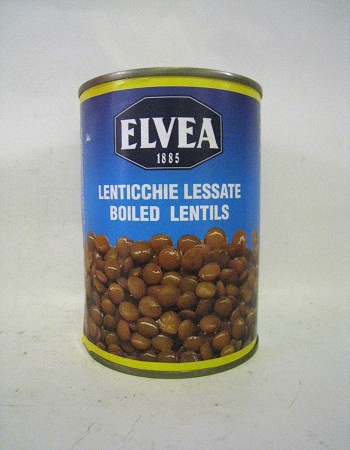 ELVEA
1885
LENTICCHIE LESSATE
BOILED LENTILS